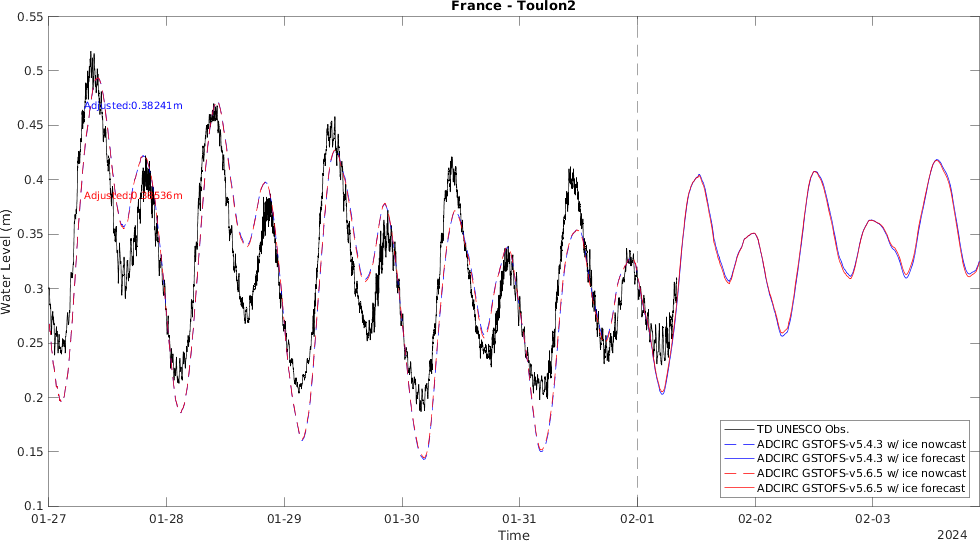 France - Toulon2
Water Level (m)
0.55
0.5
0.45
0.4
0.35
0.3
0.25
0.2
0.15
0.1
Adjusted:0.38241m
TD UNESCO Obs.
ADCIRC GSTOFS-v5.4.3 w/ ice nowcast
ADCIRC GSTOFS-v5.4.3 w/ ice forecast
ADCIRC GSTOFS-v5.6.5 w/ ice nowcast
ADCIRC GSTOFS-v5.6.5 w/ ice forecast
01-27 01-28 01-29 01-30 01-31 02-01 02-02 02-03
Time
2024